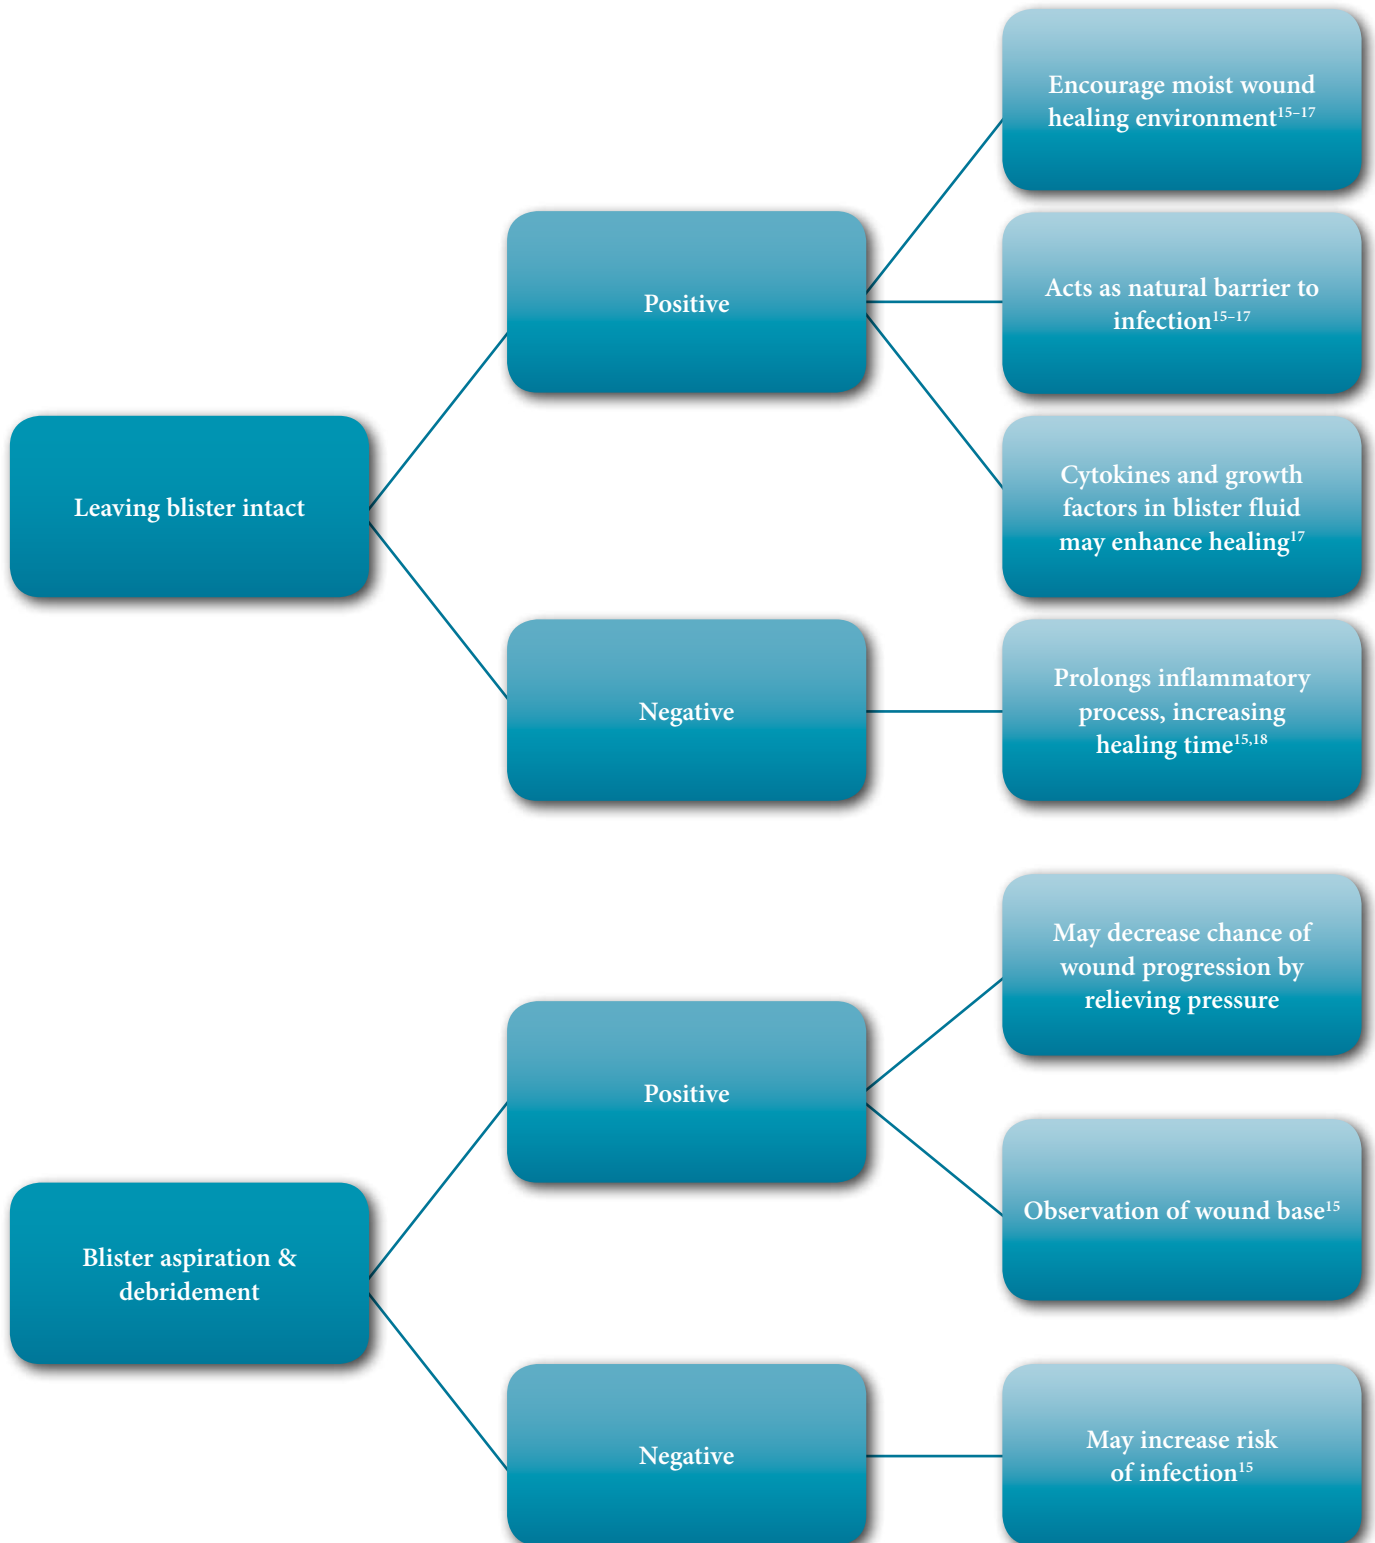 Leaving blister intact
Positive
Encourage moist wound
healing environment¹⁵⁻¹⁷
Acts as natural barrier to
infection¹⁵⁻¹⁷
Cytokines and growth
factors in blister fluid
may enhance healing¹⁷
Negative
Prolongs inflammatory
process, increasing
healing time¹⁵,¹⁸
Blister aspiration &
debridement
Positive
May decrease chance of
wound progression by
relieving pressure
Observation of wound base¹⁵
Negative
May increase risk
of infection¹⁵